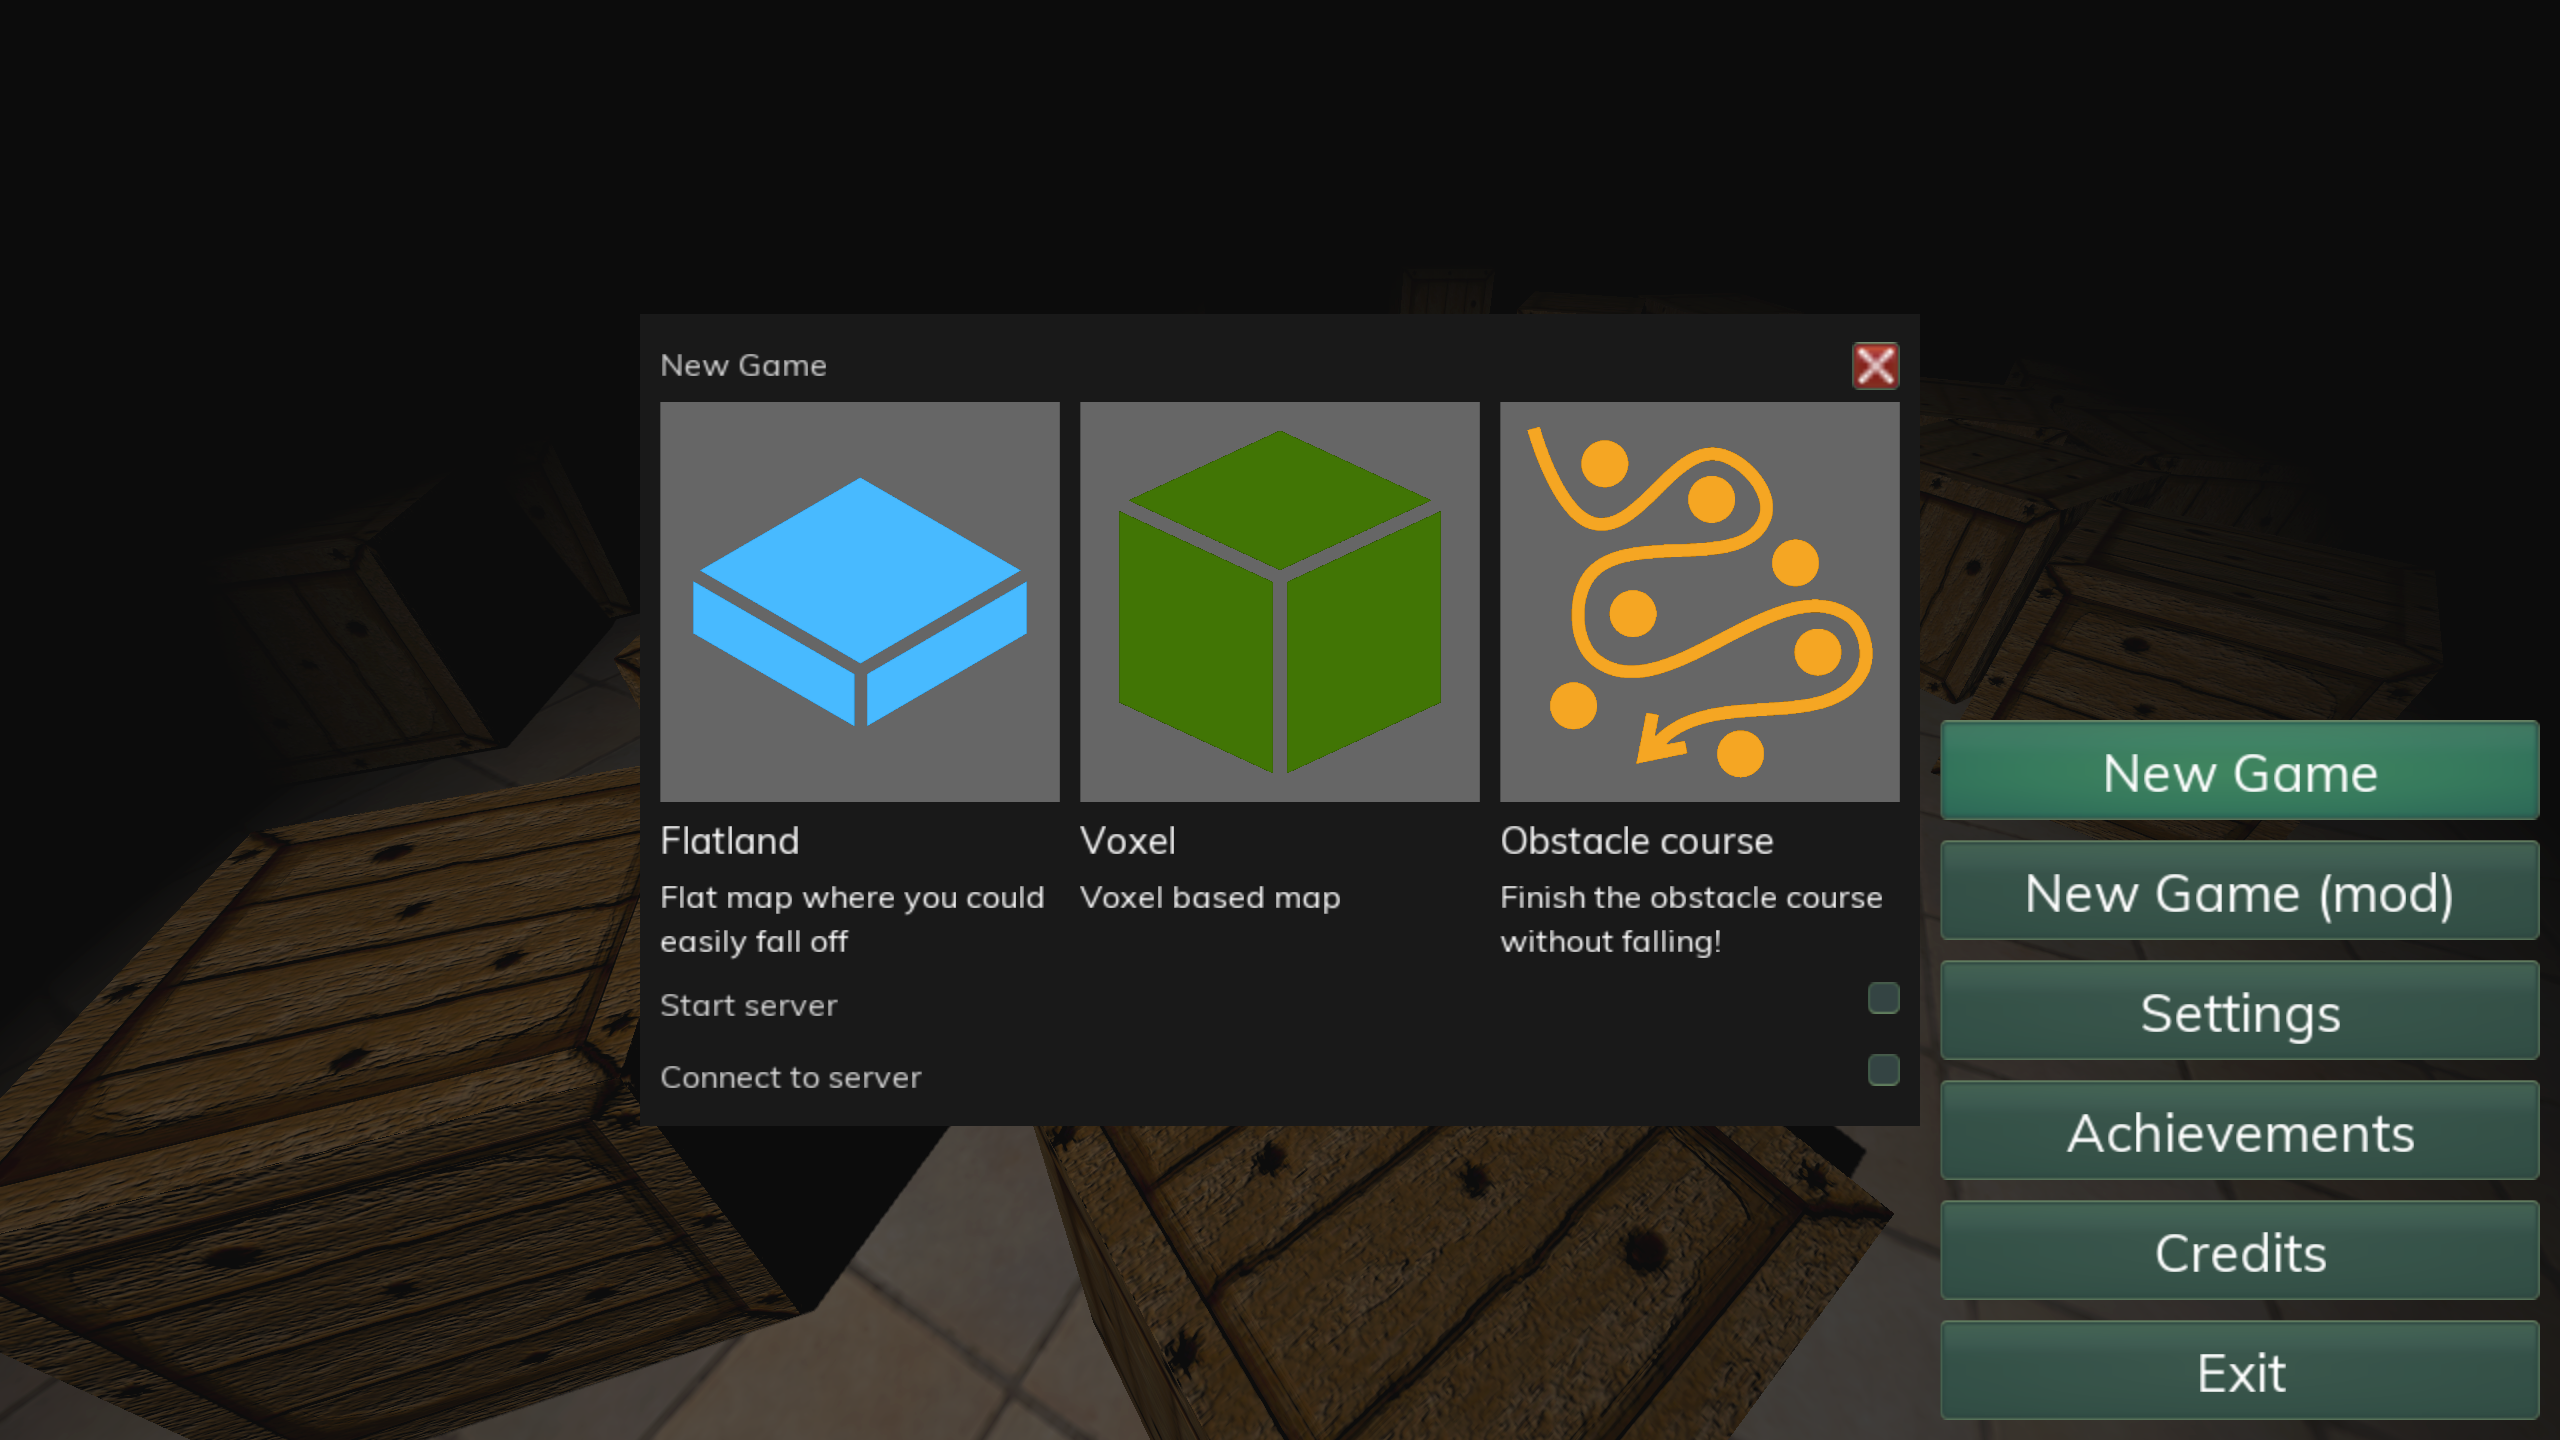 New Game
Flatland
Flat map where you could
easily fall off
Voxel
Voxel based map
Obstacle course
Finish the obstacle course
without falling!
Start server
Connect to server
New Game
New Game (mod)
Settings
Achievements
Credits
Exit